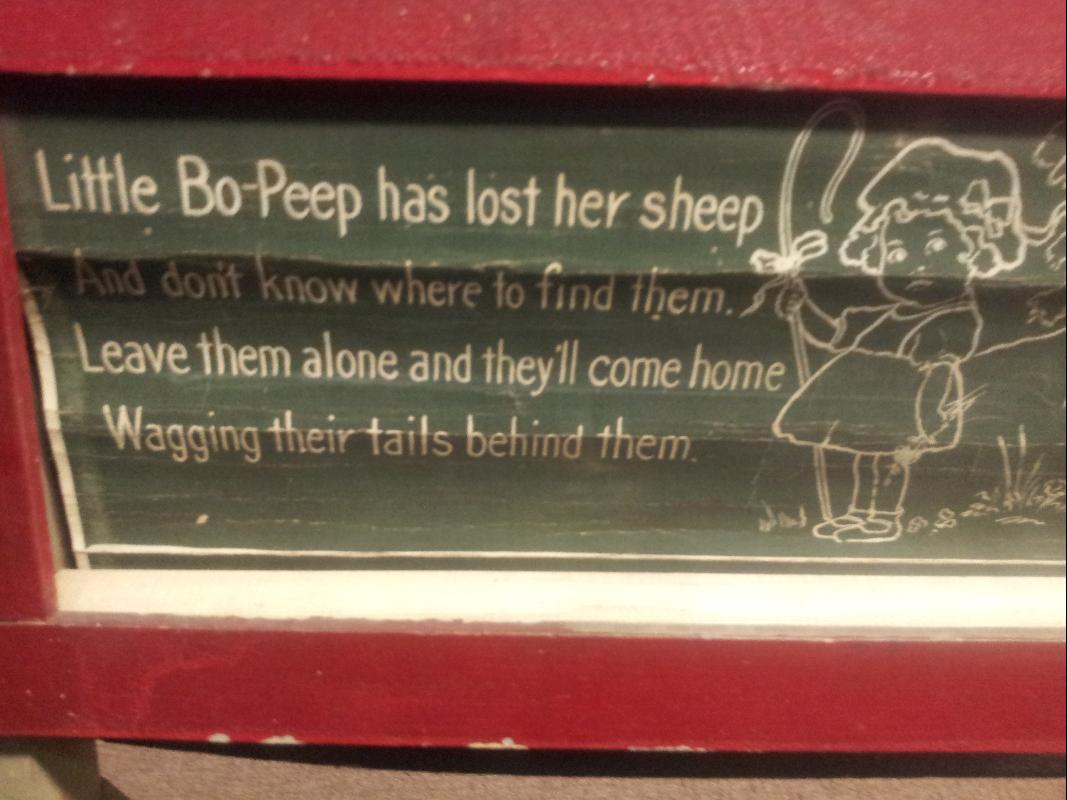 Little Bo-Peep has lost her sheep
And don't know where to find them.
Leave them alone and they'll come home
Wagging their tails behind them.